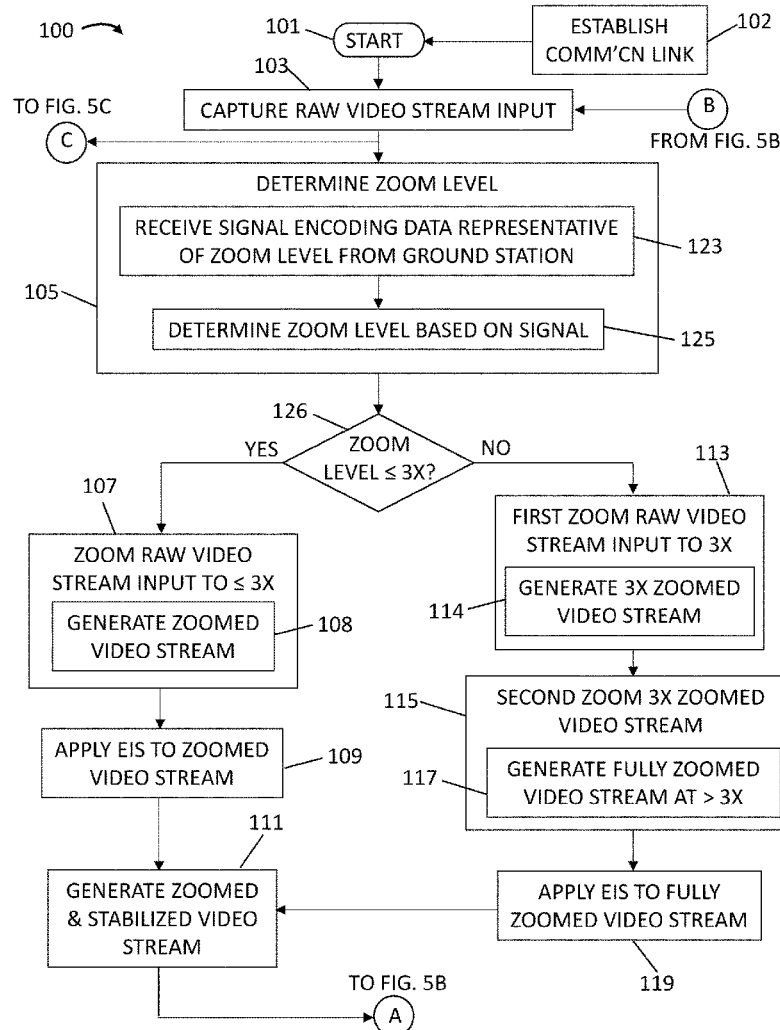 100
101
START
ESTABLISH
COMM'CN LINK
102
103
TO FIG. 5C
CAPTURE RAW VIDEO STREAM INPUT
B
C
FROM FIG. 5B
DETERMINE ZOOM LEVEL
RECEIVE SIGNAL ENCODING DATA REPRESENTATIVE
OF ZOOM LEVEL FROM GROUND STATION
123
105
DETERMINE ZOOM LEVEL BASED ON SIGNAL
125
126
YES
ZOOM
LEVEL ≤ 3X?
NO
113
107
FIRST ZOOM RAW VIDEO
STREAM INPUT TO 3X
ZOOM RAW VIDEO
STREAM INPUT TO ≤ 3X
GENERATE 3X ZOOMED
VIDEO STREAM
114
GENERATE ZOOMED
VIDEO STREAM
108
115
SECOND ZOOM 3X ZOOMED
VIDEO STREAM
APPLY EIS TO ZOOMED
VIDEO STREAM
109
117
GENERATE FULLY ZOOMED
VIDEO STREAM AT > 3X
111
GENERATE ZOOMED
& STABILIZED VIDEO
STREAM
APPLY EIS TO FULLY
ZOOMED VIDEO STREAM
119
TO FIG. 5B
A